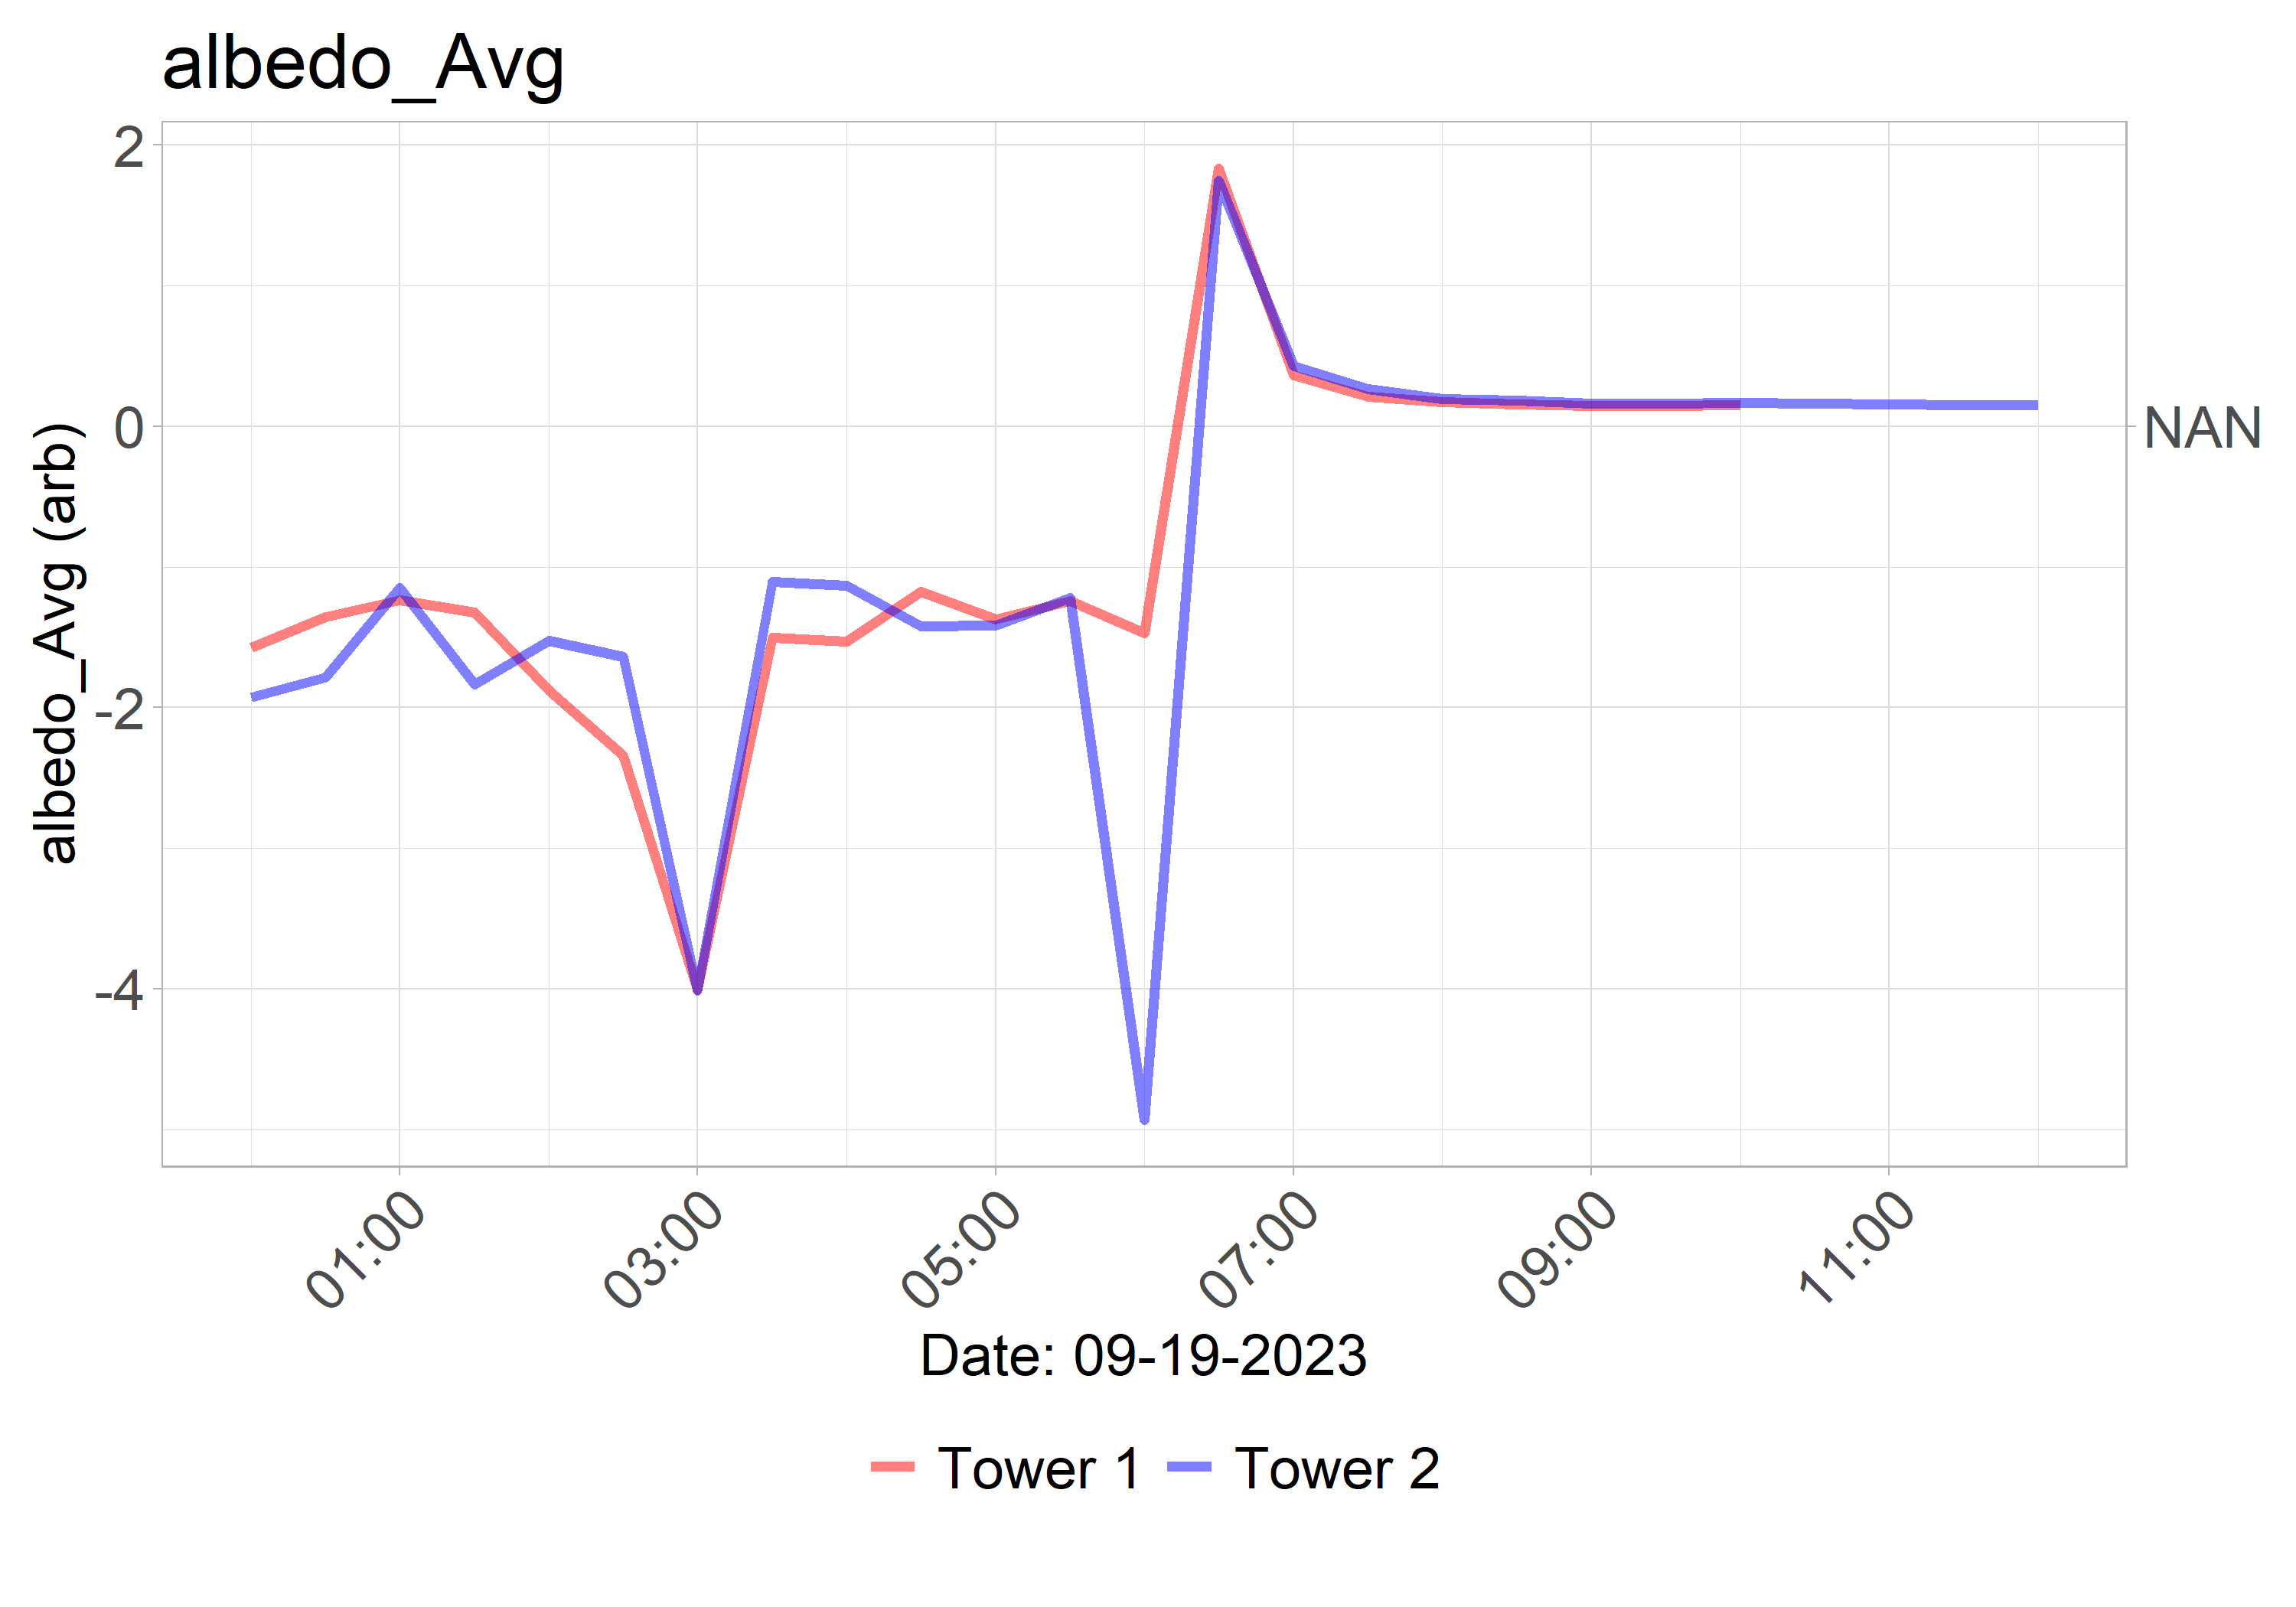 albedo_Avg
albedo_Avg (arb)
2
0
-2
-4
NAN
01:00
03:00
05:00
07:00
09:00
11:00
Date: 09-19-2023
Tower 1
Tower 2